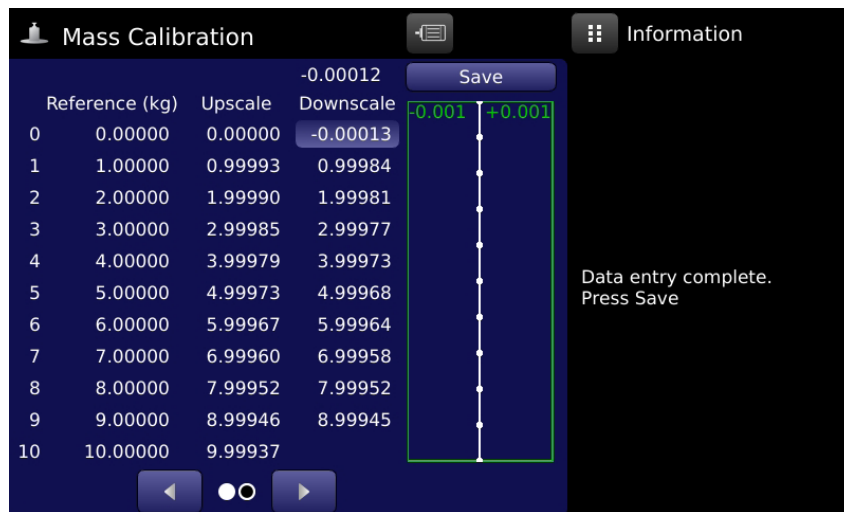 Mass Calibration
Information
-0.00012
Save
Reference (kg) Upscale Downscale
-0.001 +0.001
0 0.00000 0.00000 -0.00013
1 1.00000 0.99993 0.99984
2 2.00000 1.99990 1.99981
3 3.00000 2.99985 2.99977
4 4.00000 3.99979 3.99973
5 5.00000 4.99973 4.99968
6 6.00000 5.99967 5.99964
7 7.00000 6.99960 6.99958
8 8.00000 7.99952 7.99952
9 9.00000 8.99946 8.99945
10 10.00000 9.99937
Data entry complete.
Press Save